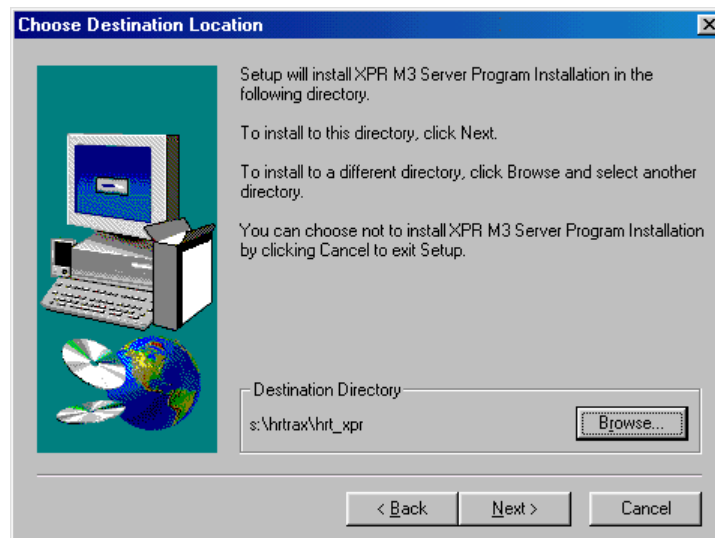 Choose Destination Location
Setup will install XPR M3 Server Program Installation in the
following directory.
To install to this directory, click Next.
To install to a different directory, click Browse and select another
directory.
You can choose not to install XPR M3 Server Program Installation
by clicking Cancel to exit Setup.
Destination Directory
s:\hrtrax\hrt_xpr
Browse...
< Back
Next >
Cancel